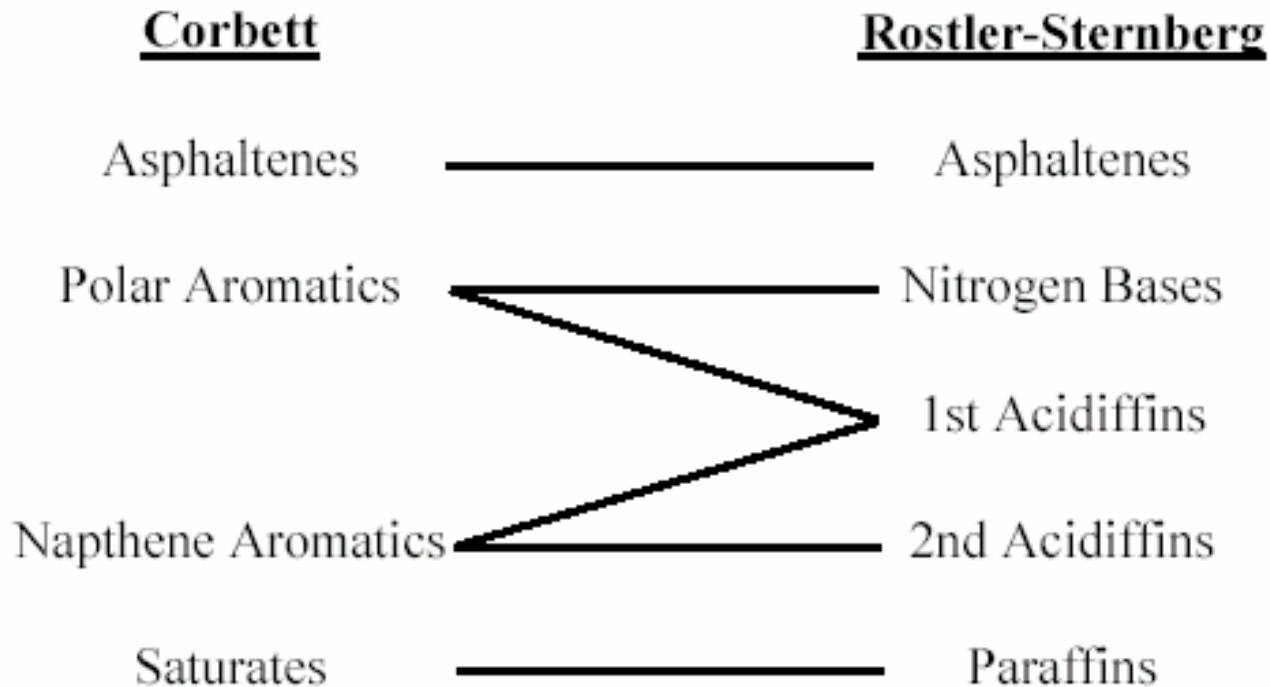 Corbett Rostler-Sternberg
Asphaltenes Asphaltenes
Polar Aromatics Nitrogen Bases
1st Acidiffins
Napthene Aromatics 2nd Acidiffins
Saturates Paraffins